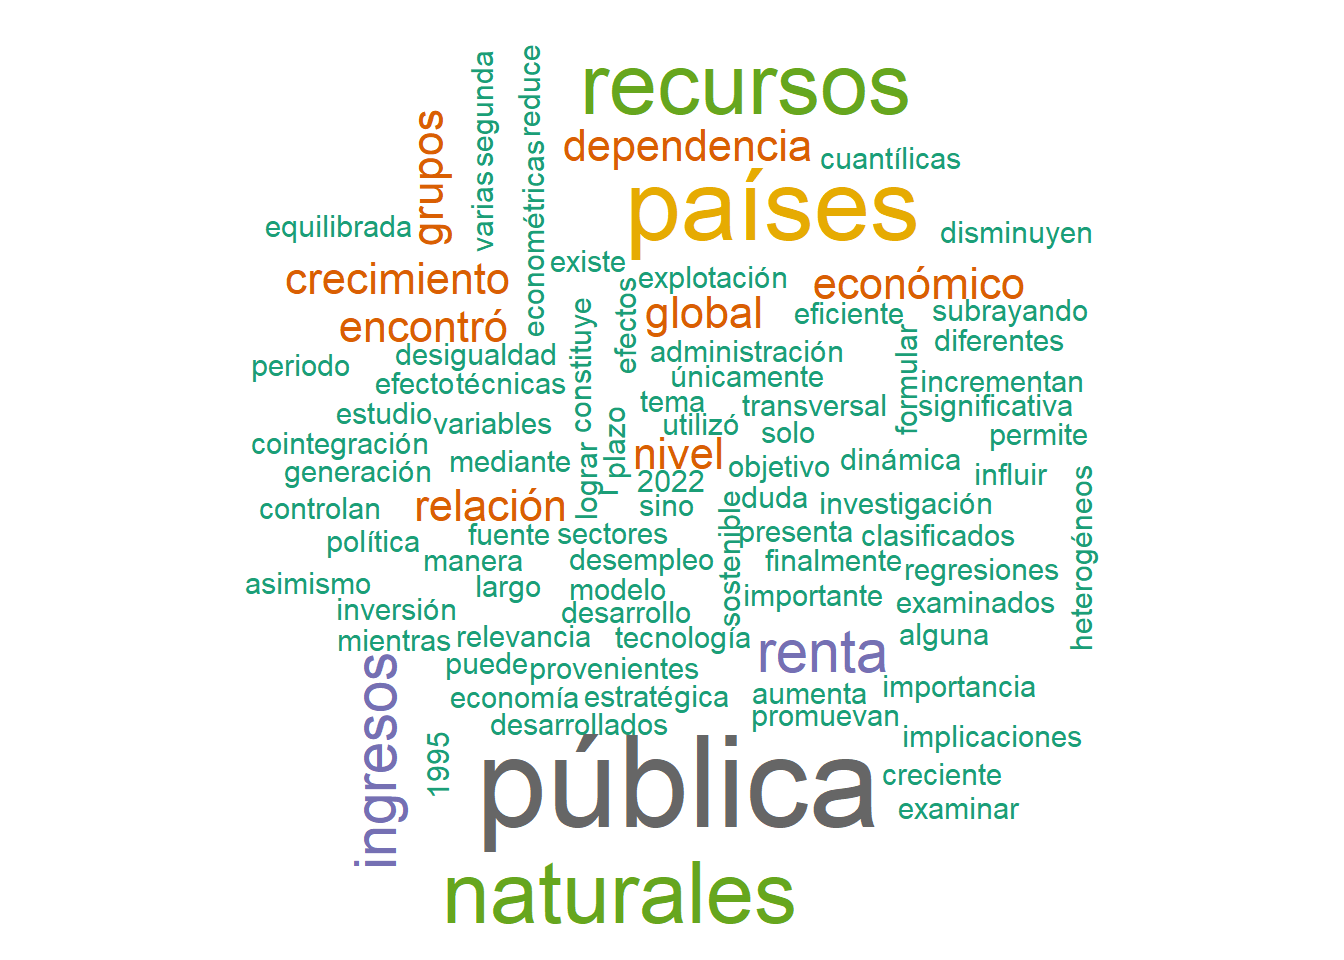 recursos
grupos
segunda
reduce
dependencia
cuantílicas
países
varias
econométricas
equilibrada
disminuyen
existe
crecimiento
explotación
económico
efectos
global
encontró
eficiente
subrayando
constituye
formular
diferentes
periodo
desigualdad
administración
efecto
técnicas
únicamente
incrementan
estudio
variables
tema
transversal
significativa
utilizó
solo
permite
plazo
cointegración
nivel
generación
mediante
objetivo
dinámica
influir
lograr
2022
heterogéneos
controlan
relación
sino
duda
investigación
política
fuente
sectores
sostenible
presenta
clasificados
manera
desempleo
finalmente
regresiones
asimismo
largo
modelo
importante
examinados
inversión
desarrollo
mientras
relevancia
tecnología
renta
alguna
ingresos
puede
provenientes
economía
estratégica
aumenta
importancia
desarrollados
promuevan
implicaciones
1995
pública
creciente
examinar
naturales